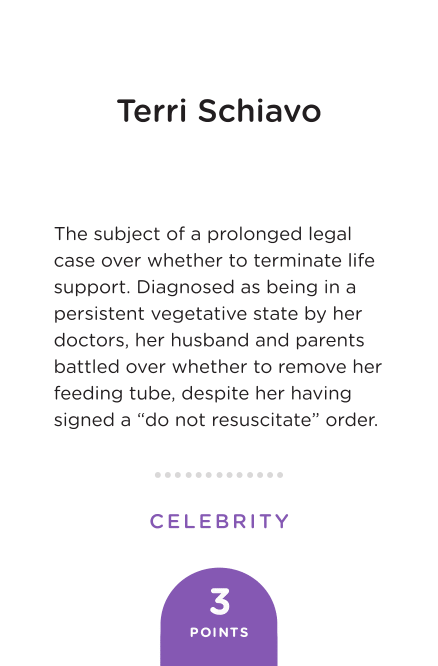 Terri Schiavo
The subject of a prolonged legal
case over whether to terminate life
support. Diagnosed as being in a
persistent vegetative state by her
doctors, her husband and parents
battled over whether to remove her
feeding tube, despite her having
signed a “do not resuscitate” order.
CELEBRITY
3
POINTS